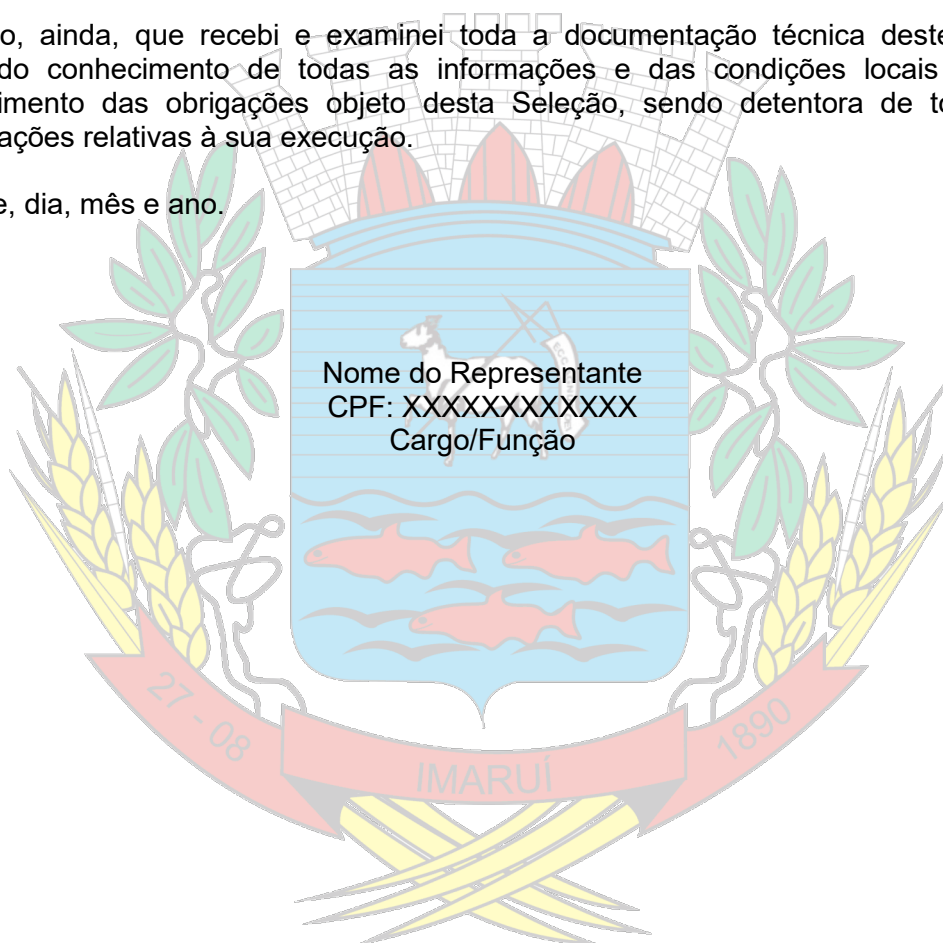 o, ainda, que recebi e examinei toda a documentação técnica deste
do conhecimento de todas as informações e das condições locais
imento das obrigações objeto desta Seleção, sendo detentora de to
ações relativas à sua execução.
e, dia, mês e ano.
Nome do Representante
CPF: XXXXXXXXXXXX
Cargo/Função
27 - 08
IMARUÍ
1890